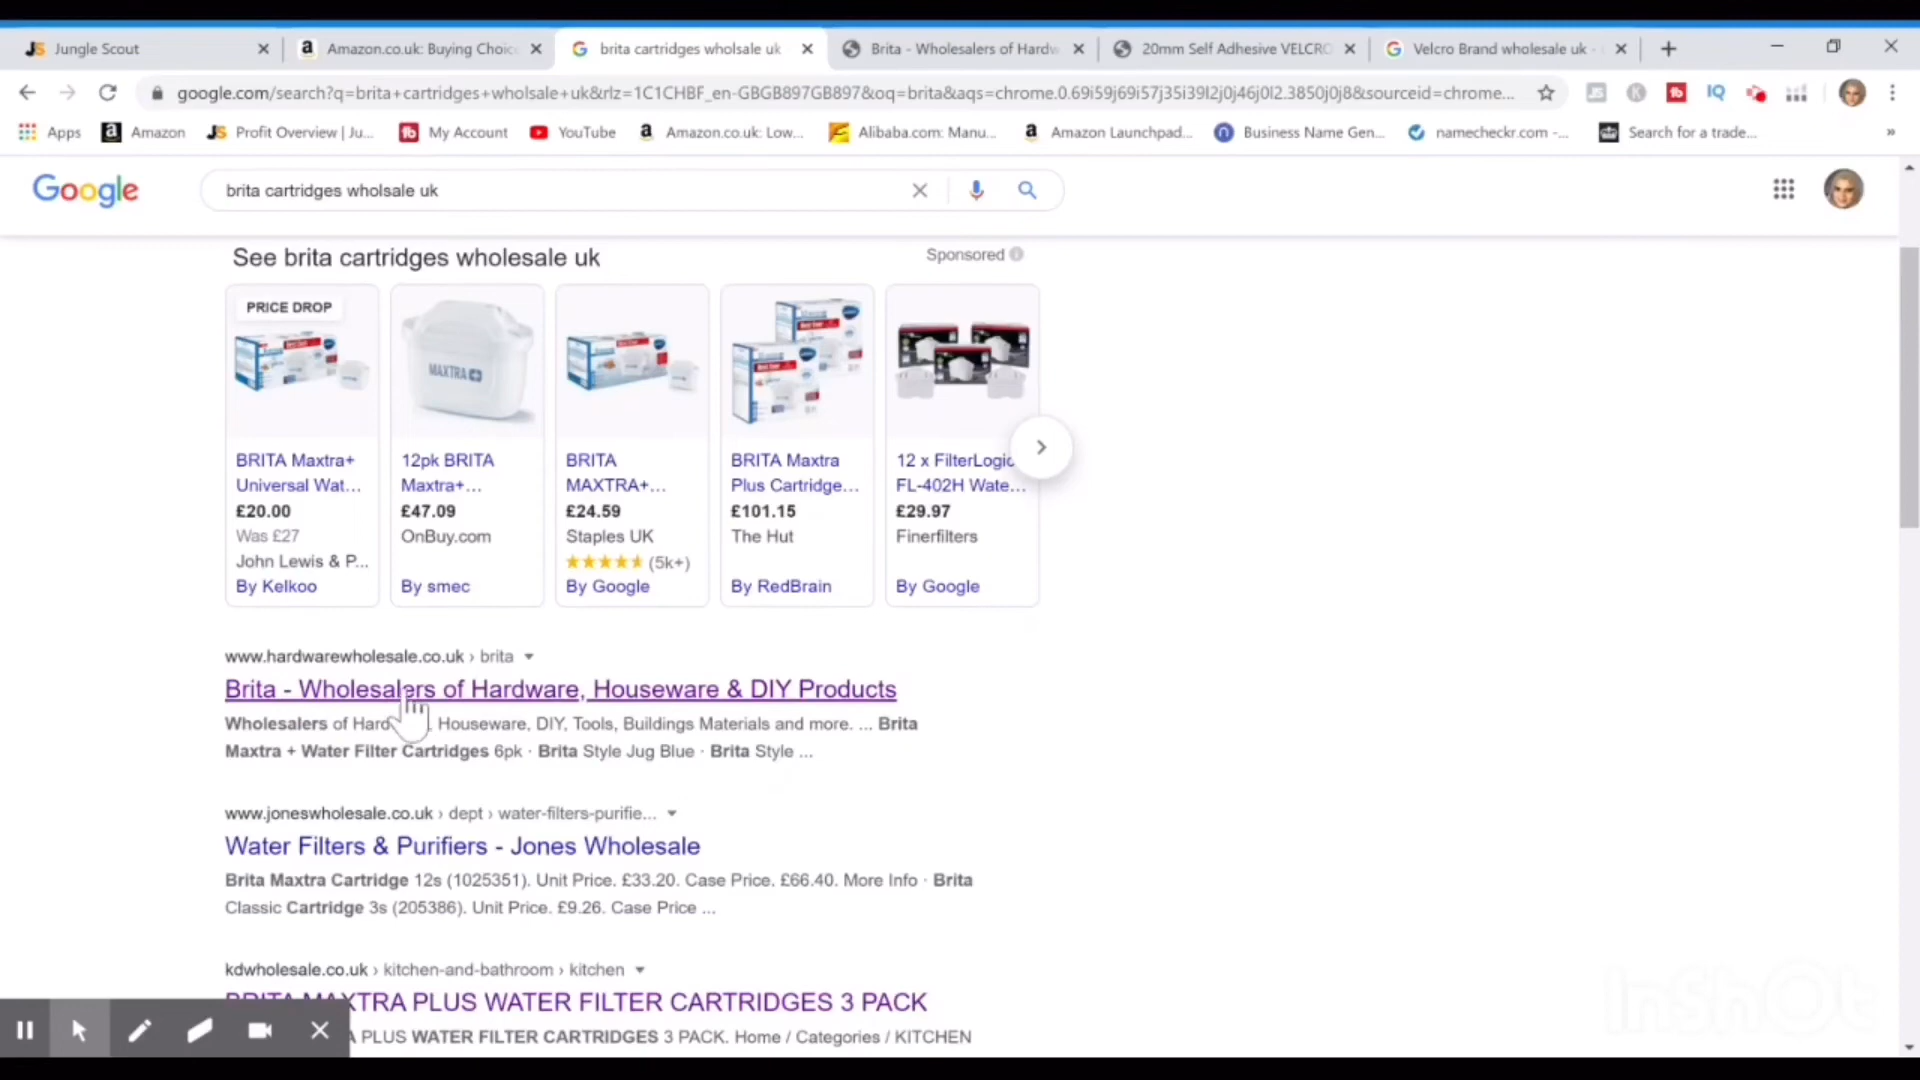 JS Jungle Scout
Amazon.co.uk: Buying Choic
brita cartridges wholsale uk
Brita - Wholesalers of Hardw
20mm Self Adhesive VELCRO
Velcro Brand wholesale uk -
google.com/search?q=brita+cartridges+wholsale+uk&rlz=1C1CHBF_en-GBGB897GB897&oq=brita&aqs=chrome.0.69i59j69i57j35i39l2j0j46j0l2.3850j0j8&sourceid=chrome...
Apps
Amazon
JS Profit Overview | Ju...
My Account
YouTube
Amazon.co.uk: Low...
Alibaba.com: Manu...
Amazon Launchpad...
Business Name Gen...
namecheckr.com -...
Search for a trade...
»
Google
brita cartridges wholsale uk
See brita cartridges wholesale uk
Sponsored
PRICE DROP
MAXTRA+
BRITA Maxtra+
Universal Wat...
£20.00
Was £27
John Lewis & P...
By Kelkoo
12pk BRITA
Maxtra+...
£47.09
OnBuy.com
By smec
BRITA
MAXTRA+...
£24.59
Staples UK
(5k+)
By Google
BRITA Maxtra
Plus Cartridge...
£101.15
The Hut
By RedBrain
12 x FilterLogic
FL-402H Wate...
£29.97
Finerfilters
By Google
www.hardwarewholesale.co.uk › brita
Brita - Wholesalers of Hardware, Houseware & DIY Products
Wholesalers of Hard Houseware, DIY, Tools, Buildings Materials and more. ... Brita
Maxtra + Water Filter Cartridges 6pk · Brita Style Jug Blue · Brita Style ...
www.joneswholesale.co.uk › dept › water-filters-purifie...
Water Filters & Purifiers - Jones Wholesale
Brita Maxtra Cartridge 12s (1025351). Unit Price. £33.20. Case Price. £66.40. More Info · Brita
Classic Cartridge 3s (205386). Unit Price. £9.26. Case Price ...
kdwholesale.co.uk › kitchen-and-bathroom › kitchen
BRITA MAXTRA PLUS WATER FILTER CARTRIDGES 3 PACK
PLUS WATER FILTER CARTRIDGES 3 PACK. Home / Categories / KITCHEN
InShOt